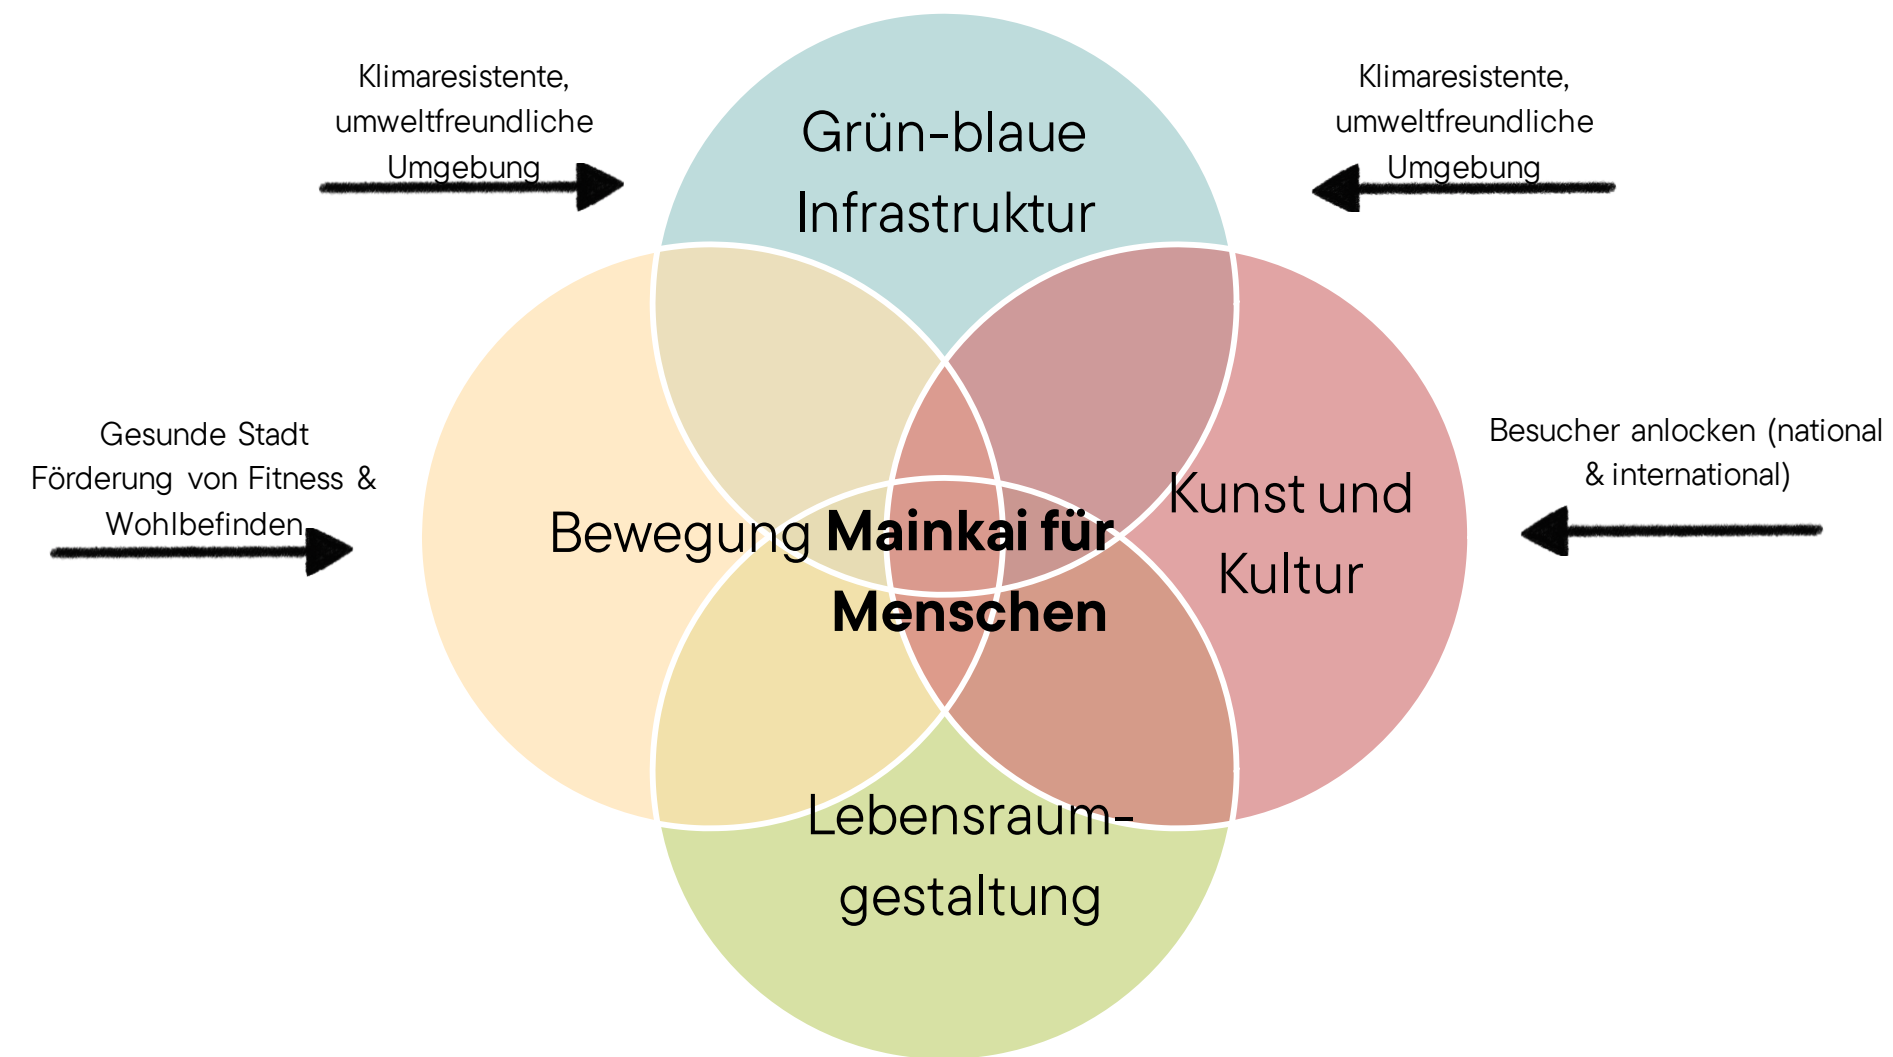 Klimaresistente,
umweltfreundliche
Umgebung
Grün-blaue
Infrastruktur
Klimaresistente,
umweltfreundliche
Umgebung
Gesunde Stadt
Förderung von Fitness &
Wohlbefinden
Bewegung
Mainkai für
Menschen
Kunst und
Kultur
Besucher anlocken (national
& international)
Lebensraum-
gestaltung